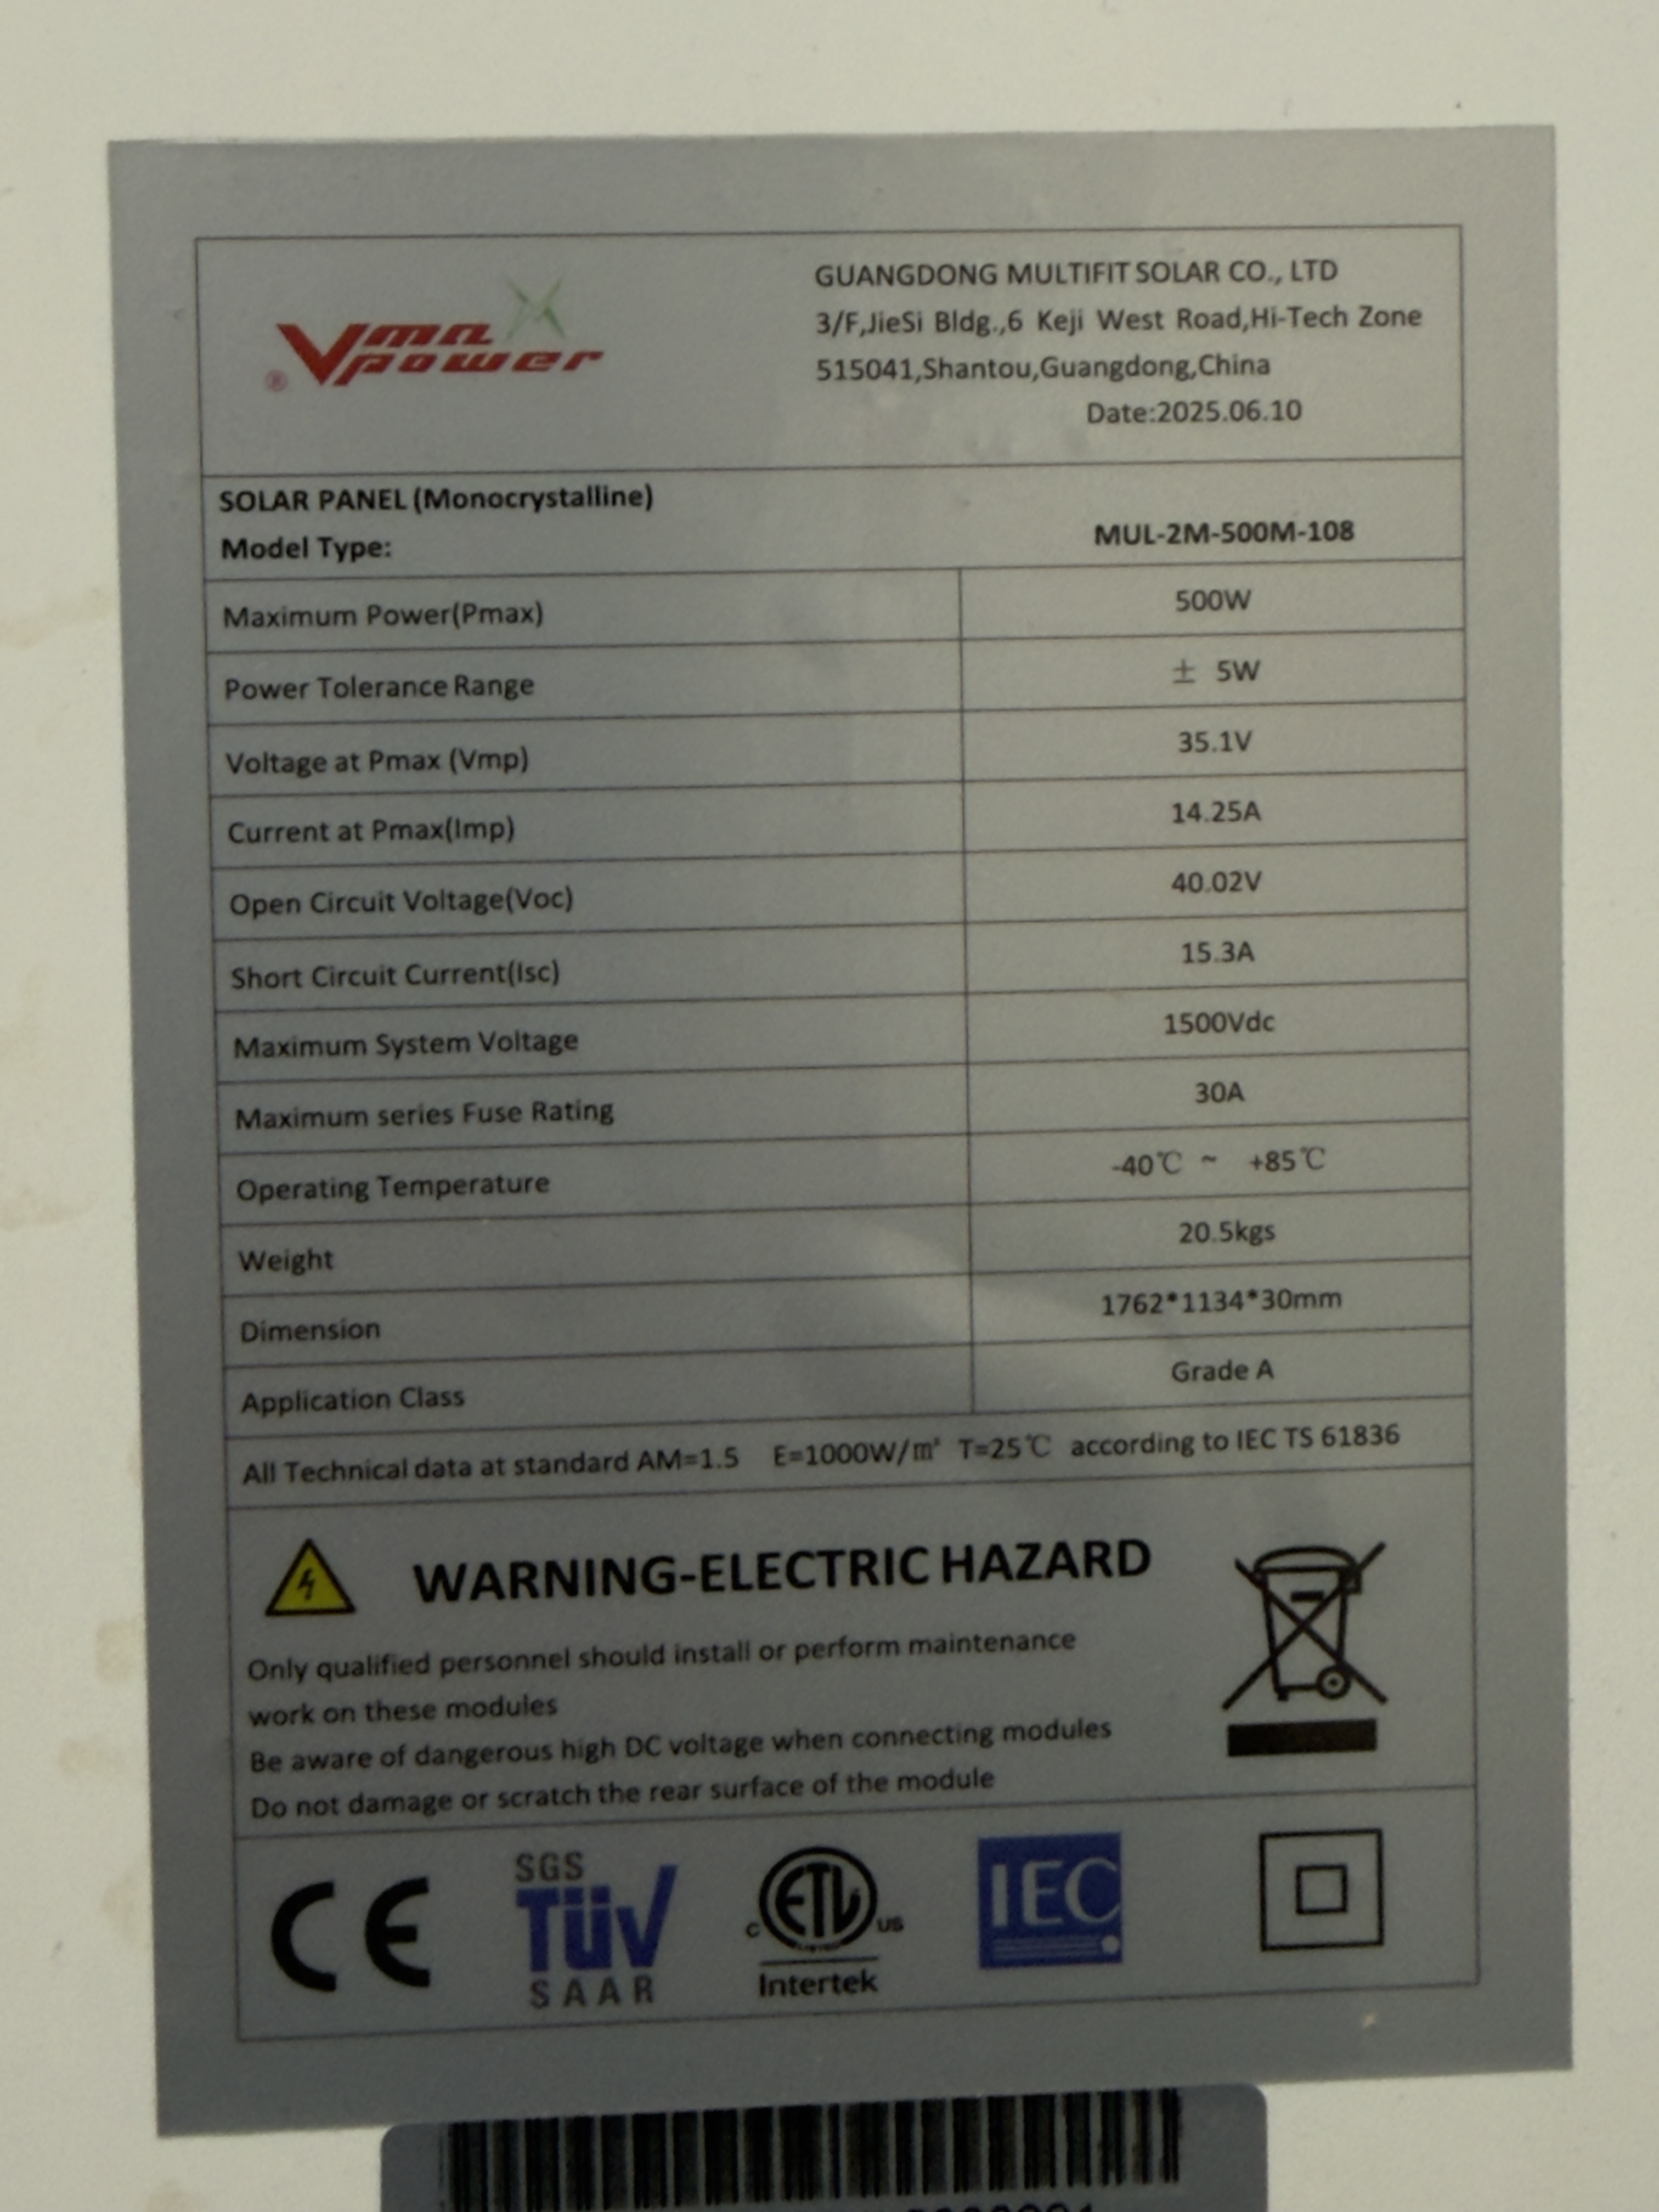 Vmax power ®
GUANGDONG MULTIFIT SOLAR CO., LTD
3/F,JieSi Bldg.,6 Keji West Road,Hi-Tech Zone
515041,Shantou,Guangdong,China
Date:2025.06.10
SOLAR PANEL (Monocrystalline)
Model Type: MUL-2M-500M-108
Maximum Power(Pmax) 500W
Power Tolerance Range ± 5W
Voltage at Pmax (Vmp) 35.1V
Current at Pmax(Imp) 14.25A
Open Circuit Voltage(Voc) 40.02V
Short Circuit Current(Isc) 15.3A
Maximum System Voltage 1500Vdc
Maximum series Fuse Rating 30A
Operating Temperature -40℃ ~ +85℃
Weight 20.5kgs
Dimension 1762*1134*30mm
Application Class Grade A
All Technical data at standard AM=1.5 E=1000W/㎡ T=25℃ according to IEC TS 61836
WARNING-ELECTRIC HAZARD
Only qualified personnel should install or perform maintenance
work on these modules
Be aware of dangerous high DC voltage when connecting modules
Do not damage or scratch the rear surface of the module
CE
SGS
TÜV
SAAR
C ETL US
Intertek
IEC